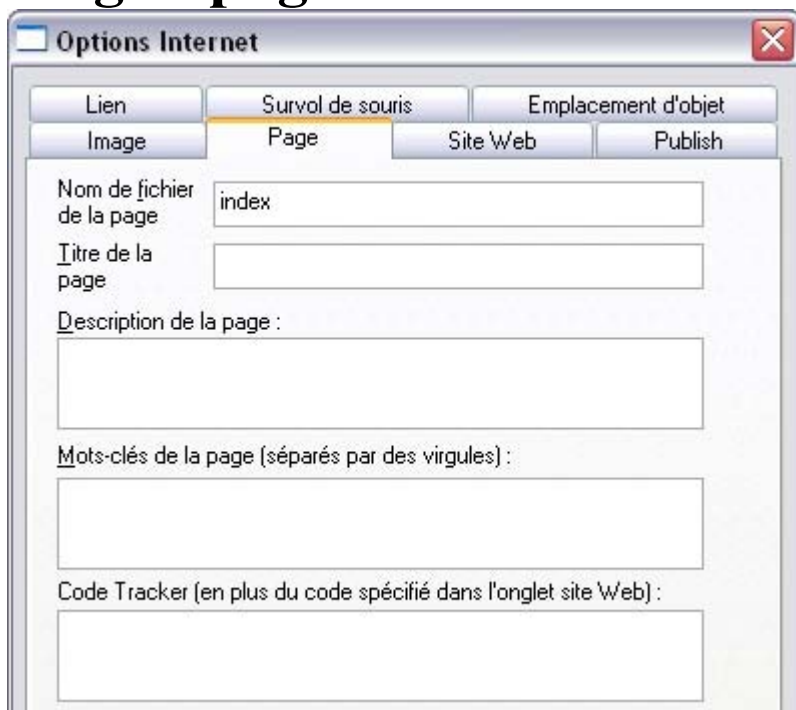 Options Internet
Lien Survol de souris Emplacement d'objet
Image Page Site Web Publish
Nom de fichier
de la page
index
Titre de la
page
Description de la page :
Mots-clés de la page (séparés par des virgules) :
Code Tracker (en plus du code spécifié dans l'onglet site Web) :